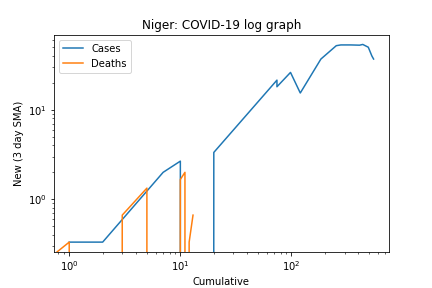 Niger: COVID-19 log graph
Cases
Deaths
New (3 day SMA)
10¹
10⁰
10⁰ 10¹ 10²
Cumulative